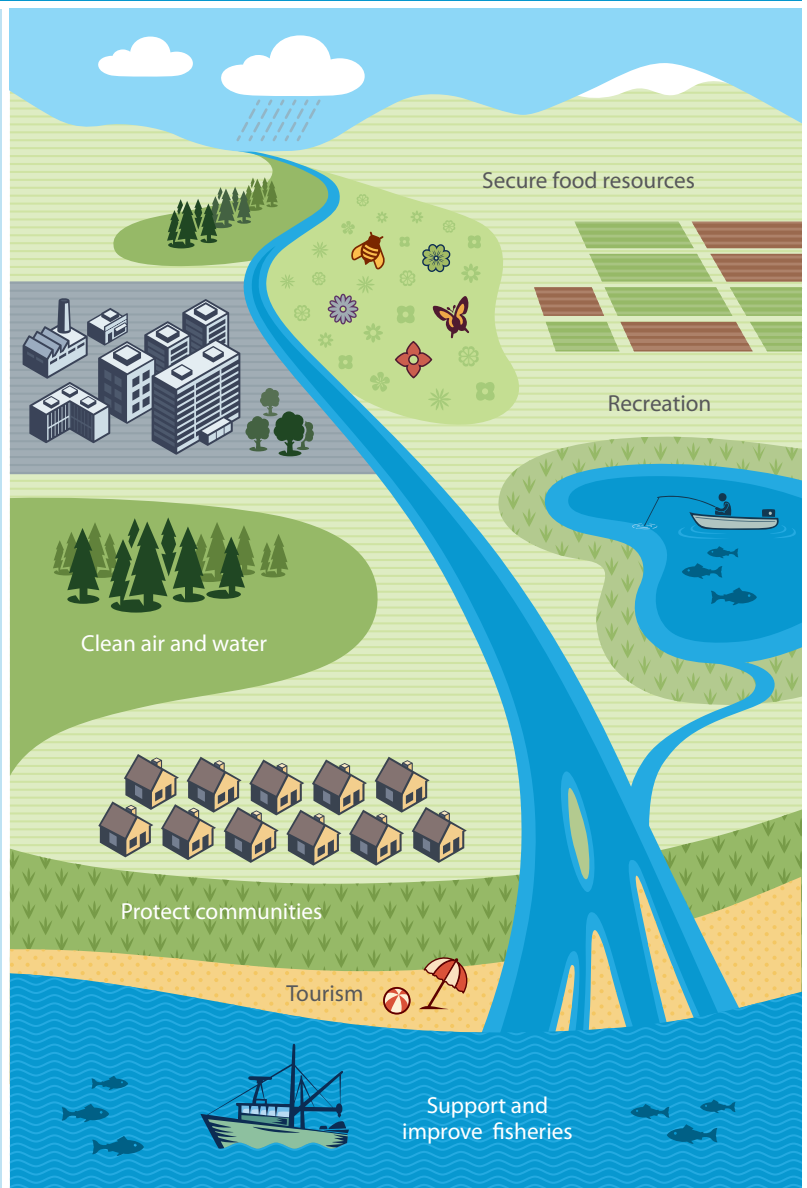 Secure food resources
Recreation
Clean air and water
Protect communities
Tourism
Support and
improve fisheries